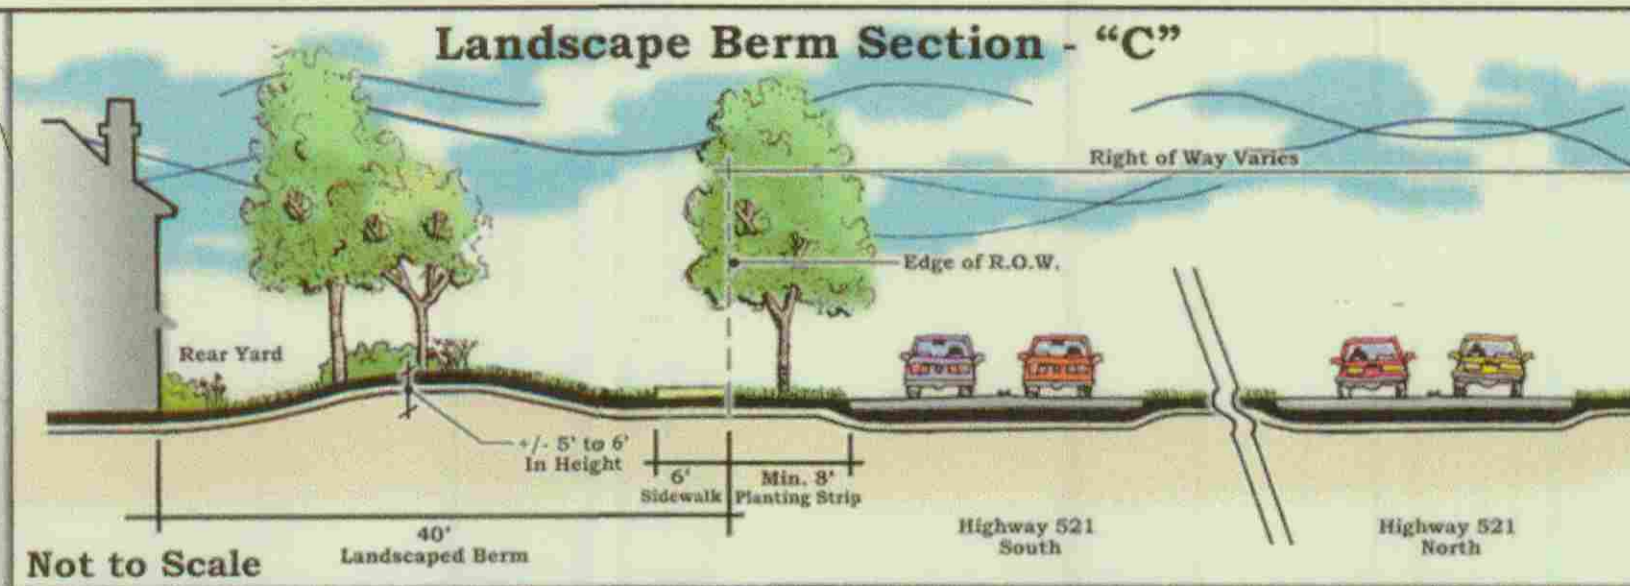 Landscape Berm Section - “C”
Right of Way Varies
Edge of R.O.W.
Rear Yard
+/- 5' to 6'
In Height
6'
Sidewalk
Min. 8'
Planting Strip
40'
Landscaped Berm
Highway 521
South
Highway 521
North
Not to Scale